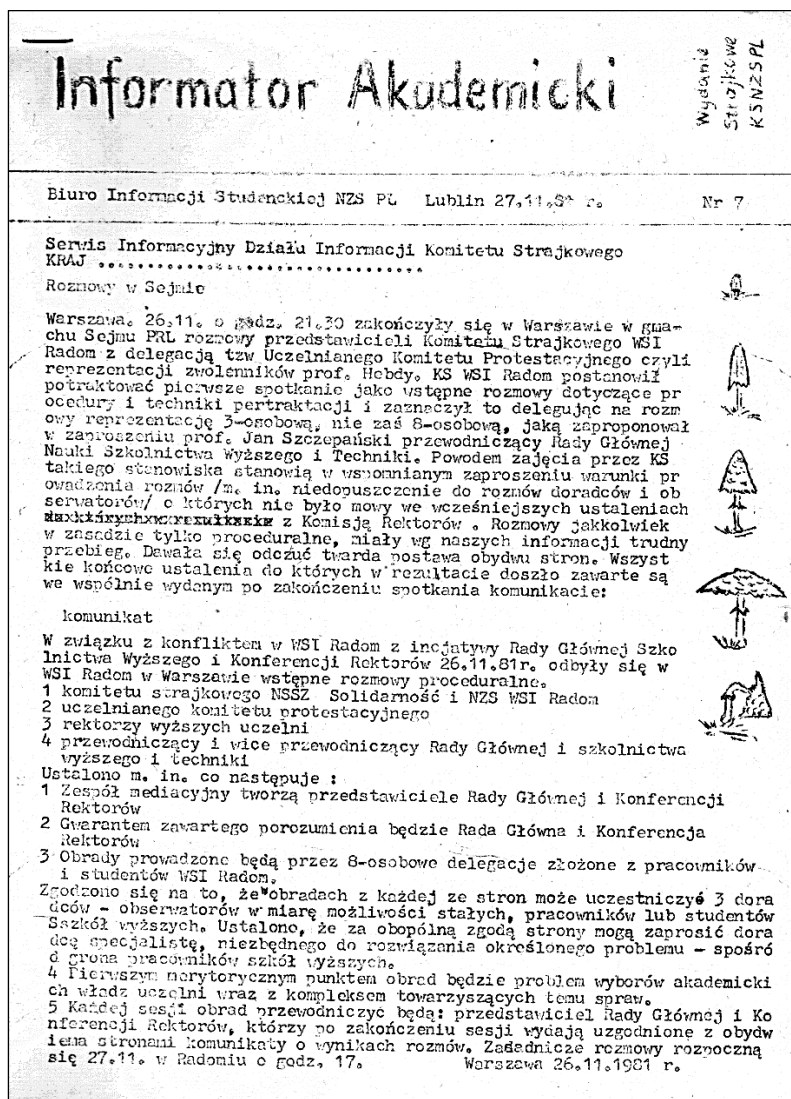 Informator Akademicki
Wydanie
Strajkowe
KSNZSPL
Biuro Informacji Studenckiej NZS PL Lublin 27.11.81 r. Nr 7
Serwis Informacyjny Działu Informacji Komitetu Strajkowego
KRAJ ..................................
Rozmowy w Sejmie
Warszawa. 26.11. o godz. 21.30 zakończyły się w Warszawie w gma-
chu Sejmu PRL rozmowy przedstawicieli Komitetu Strajkowego WSI
Radom z delegacją tzw Uczelnianego Komitetu Protestacyjnego czyli
reprezentacji zwolenników prof. Hebdy. KS WSI Radom postanowił
potraktować pierwsze spotkanie jako wstępne rozmowy dotyczące pr
ocedury i techniki pertraktacji i zaznaczył to delegując na rozm
owy reprezentację 3-osobową, nie zaś 8-osobową, jaką zaproponował
w zaproszeniu prof. Jan Szczepański przewodniczący Rady Głównej
Nauki Szkolnictwa Wyższego i Techniki. Powodem zajęcia przez KS
takiego stanowiska stanowią w wspomnianym zaproszeniu warunki pr
owadzenia rozmów /m. in. niedopuszczenie do rozmów doradców i ob
serwatorów/ o których nie było mowy we wcześniejszych ustaleniach
z Komisją Rektorów . Rozmowy jakkolwiek
w zasadzie tylko proceduralne, miały wg naszych informacji trudny
przebieg. Dawała się odczuć twarda postawa obydwu stron. Wszyst
kie końcowe ustalenia do których w rezultacie doszło zawarte są
we wspólnie wydanym po zakończeniu spotkania komunikacie:
komunikat
W związku z konfliktem w WSI Radom z incjatywy Rady Głównej Szko
lnictwa Wyższego i Konferencji Rektorów 26.11.81r. odbyły się w
WSI Radom w Warszawie wstępne rozmowy proceduralne.
1 komitetu strajkowego NSSZ Solidarność i NZS WSI Radom
2 uczelnianego komitetu protestacyjnego
3 rektorzy wyższych uczelni
4 przewodniczący i wice przewodniczący Rady Głównej i szkolnictwa
wyższego i techniki
Ustalono m. in. co następuje :
1 Zespół mediacyjny tworzą przedstawiciele Rady Głównej i Konferencji
Rektorów
2 Gwarantem zawartego porozumienia będzie Rada Główna i Konferencja
Rektorów
3 Obrady prowadzone będą przez 8-osobowe delegacje złożone z pracowników
i studentów WSI Radom.
Zgodzono się na to, że obradach z każdej ze stron może uczestniczyć 3 dora
dców - obserwatorów w miarę możliwości stałych, pracowników lub studentów
Sszkół wyższych. Ustalono, że za obopólną zgodą strony mogą zaprosić dora
dcę specjalistę, niezbędnego do rozwiązania określonego problemu - spośró
d grona pracowników szkół wyższych.
4 Pierwszym merytorycznym punktem obrad będzie problem wyborów akademicki
ch władz uczelni wraz z kompleksem towarzyszących temu spraw.
5 Każdej sesji obrad przewodniczyć będą: przedstawiciel Rady Głównej i Ko
nferencji Rektorów, którzy po zakończeniu sesji wydają uzgodnione z obydw
iema stronami komunikaty o wynikach rozmów. Zasadnicze rozmowy rozpoczną
się 27.11. w Radomiu o godz. 17. Warszawa 26.11.1981 r.